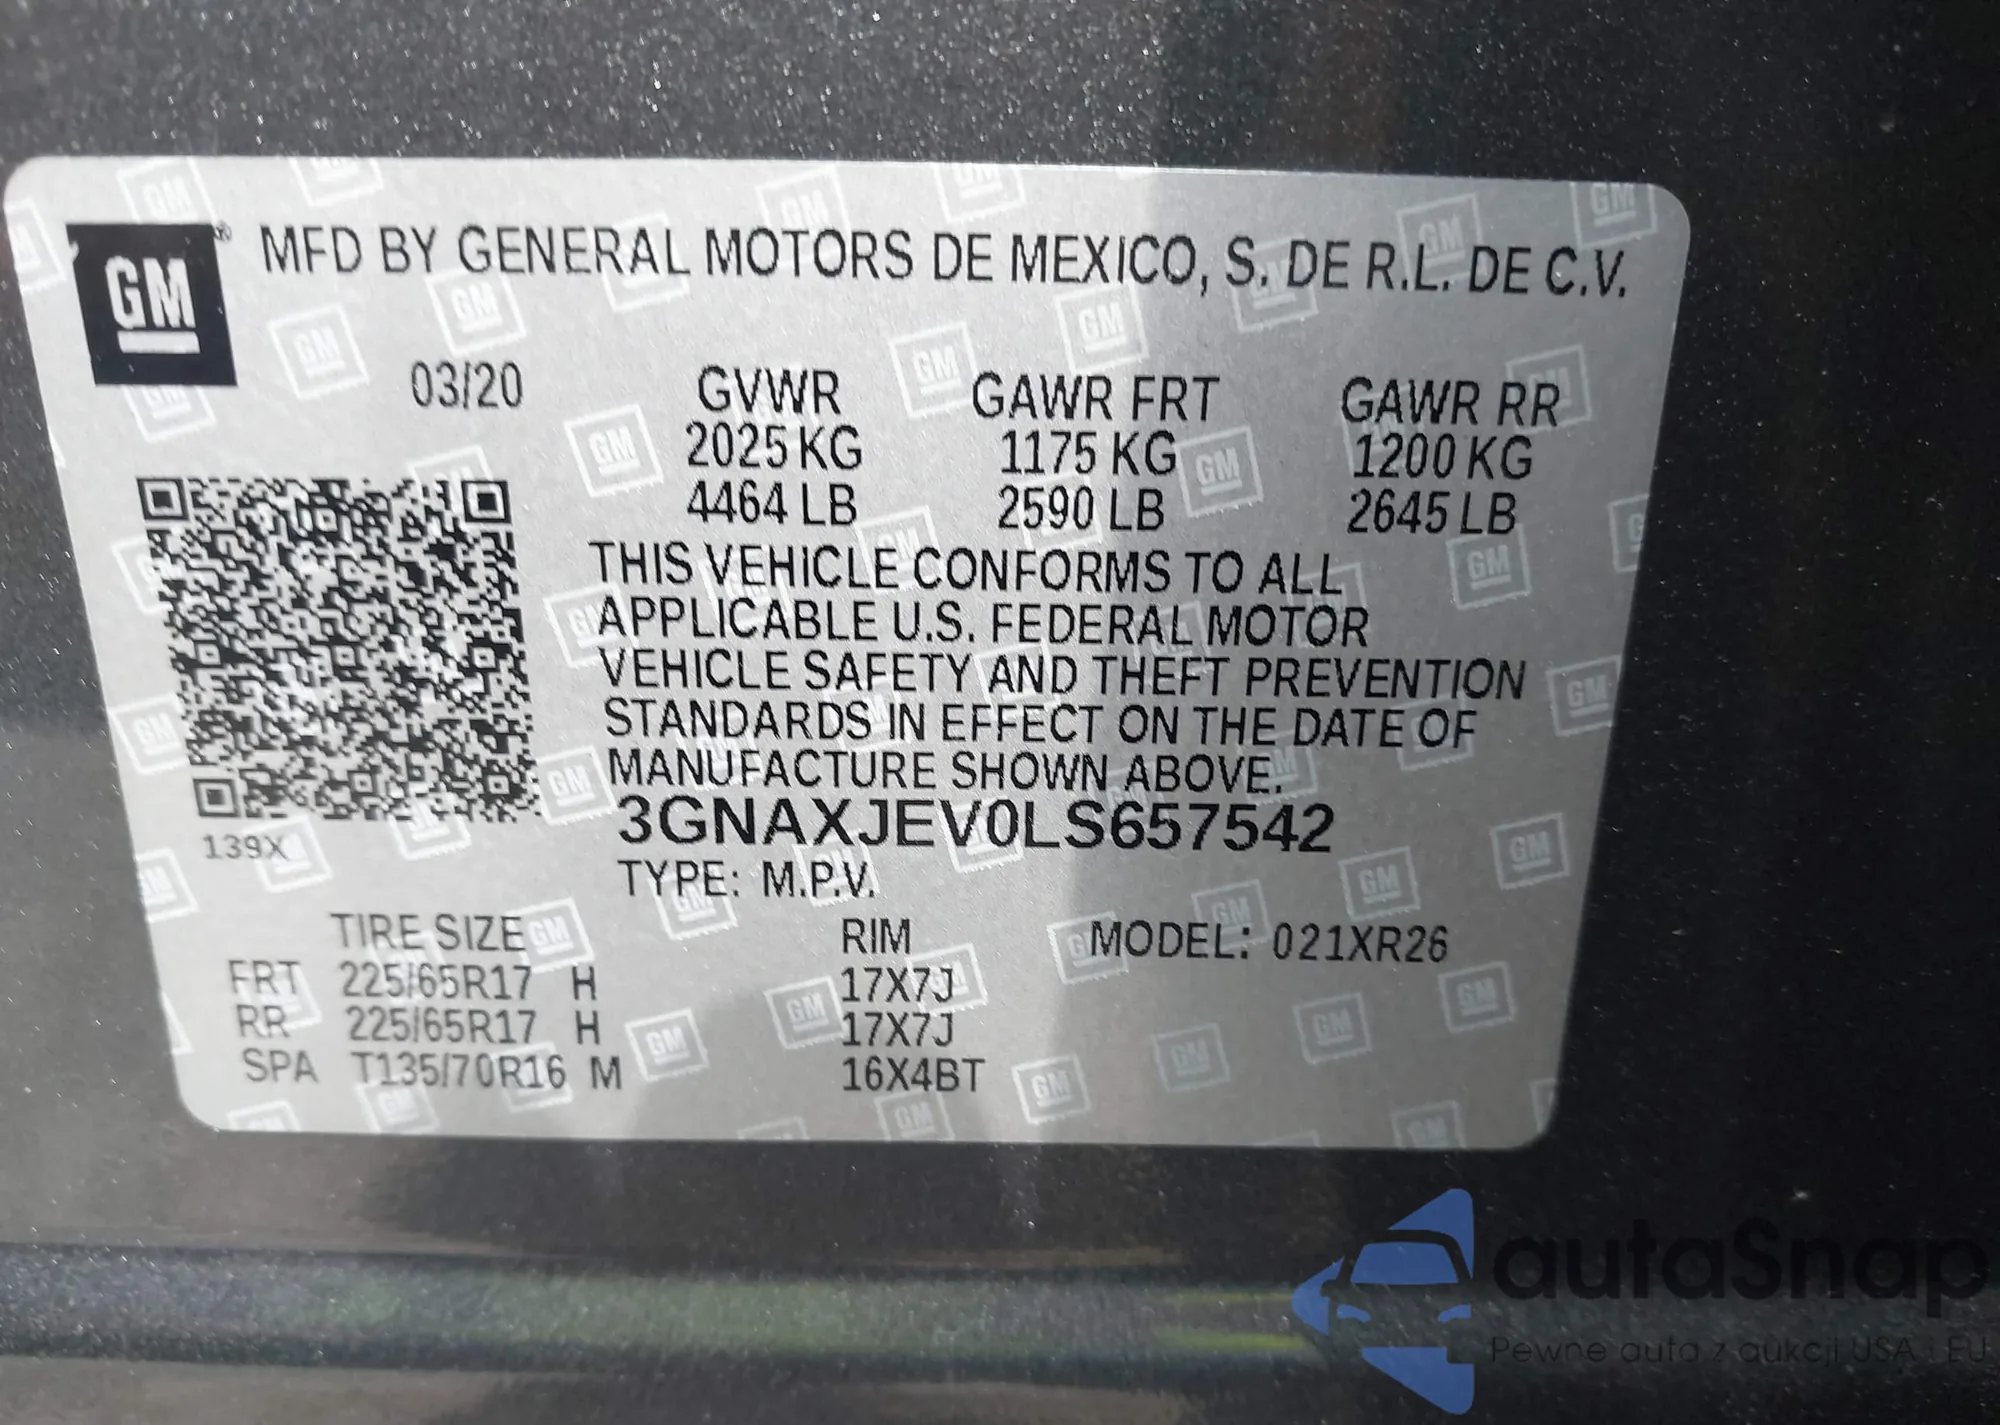 GM
MFD BY GENERAL MOTORS DE MEXICO, S. DE R.L. DE C.V.
03/20
GVWR GAWR FRT GAWR RR
2025 KG 1175 KG 1200 KG
4464 LB 2590 LB 2645 LB
THIS VEHICLE CONFORMS TO ALL
APPLICABLE U.S. FEDERAL MOTOR
VEHICLE SAFETY AND THEFT PREVENTION
STANDARDS IN EFFECT ON THE DATE OF
MANUFACTURE SHOWN ABOVE.
3GNAXJEV0LS657542
139X
TYPE: M.P.V.
TIRE SIZE RIM MODEL: 021XR26
FRT 225/65R17 H 17X7J
RR 225/65R17 H 17X7J
SPA T135/70R16 M 16X4BT
autaSnap
Pewne auta z aukcji USA i EU